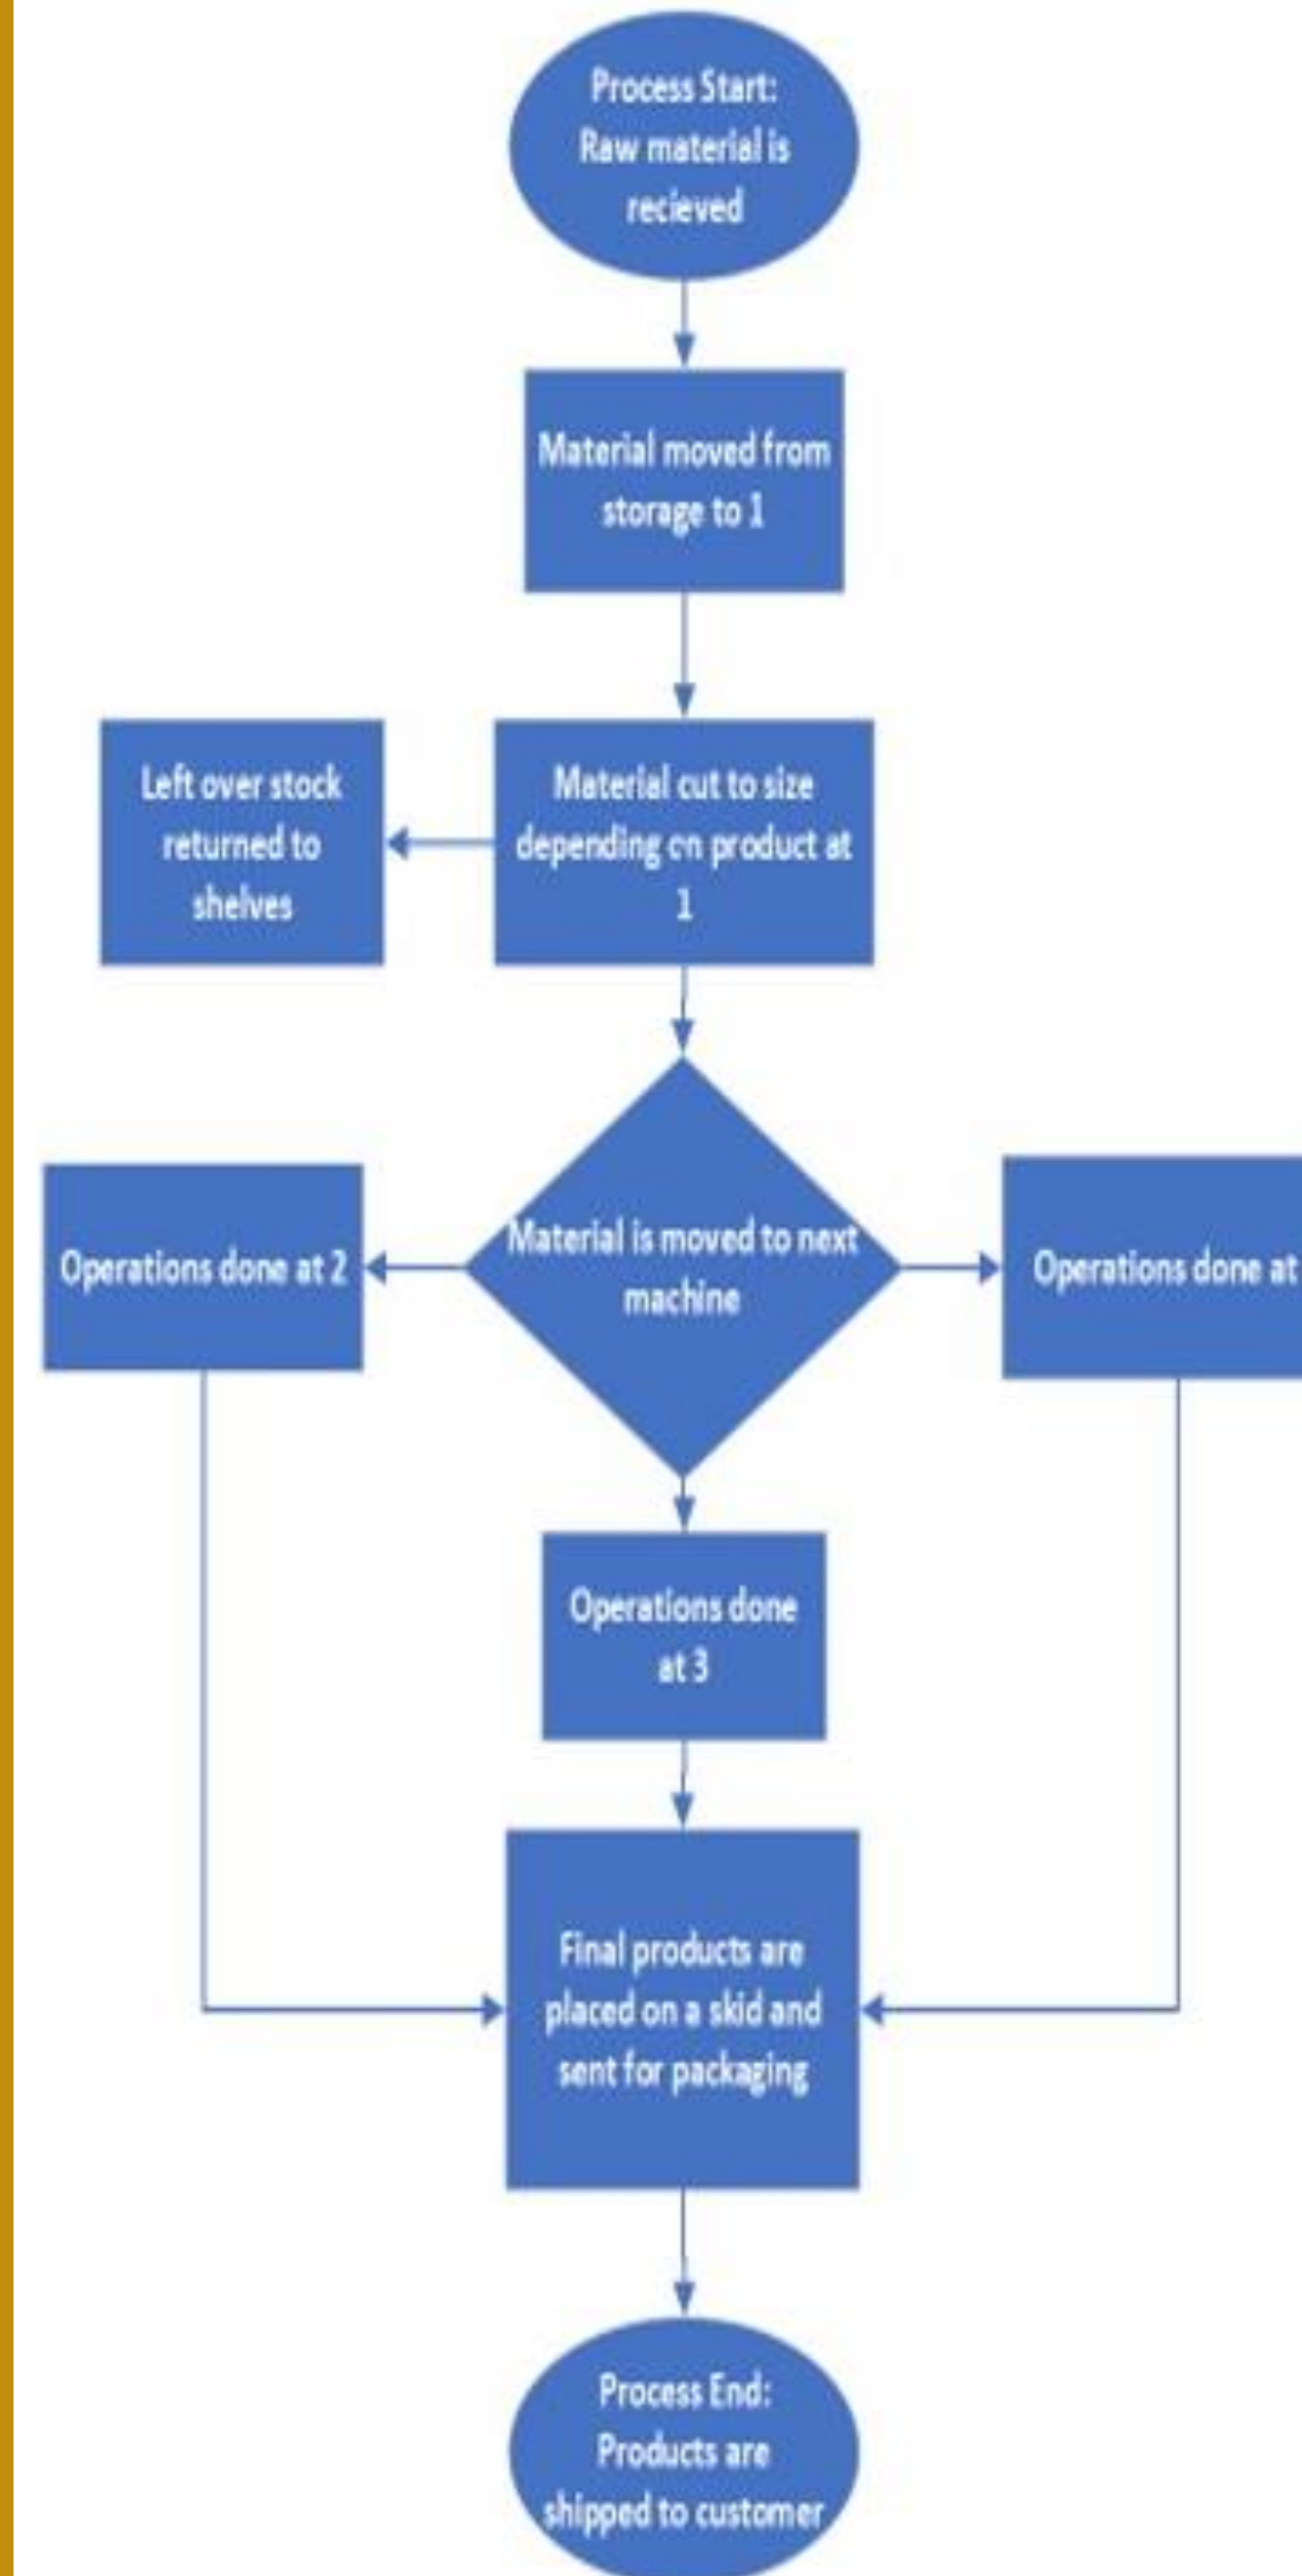 Process Start:
Raw material is
recieved
Material moved from
storage to 1
Left over stock
returned to
shelves
Material cut to size
depending on product at
1
Material is moved to next
machine
Operations done at 2
Operations done at
Operations done
at 3
Final products are
placed on a skid and
sent for packaging
Process End:
Products are
shipped to customer